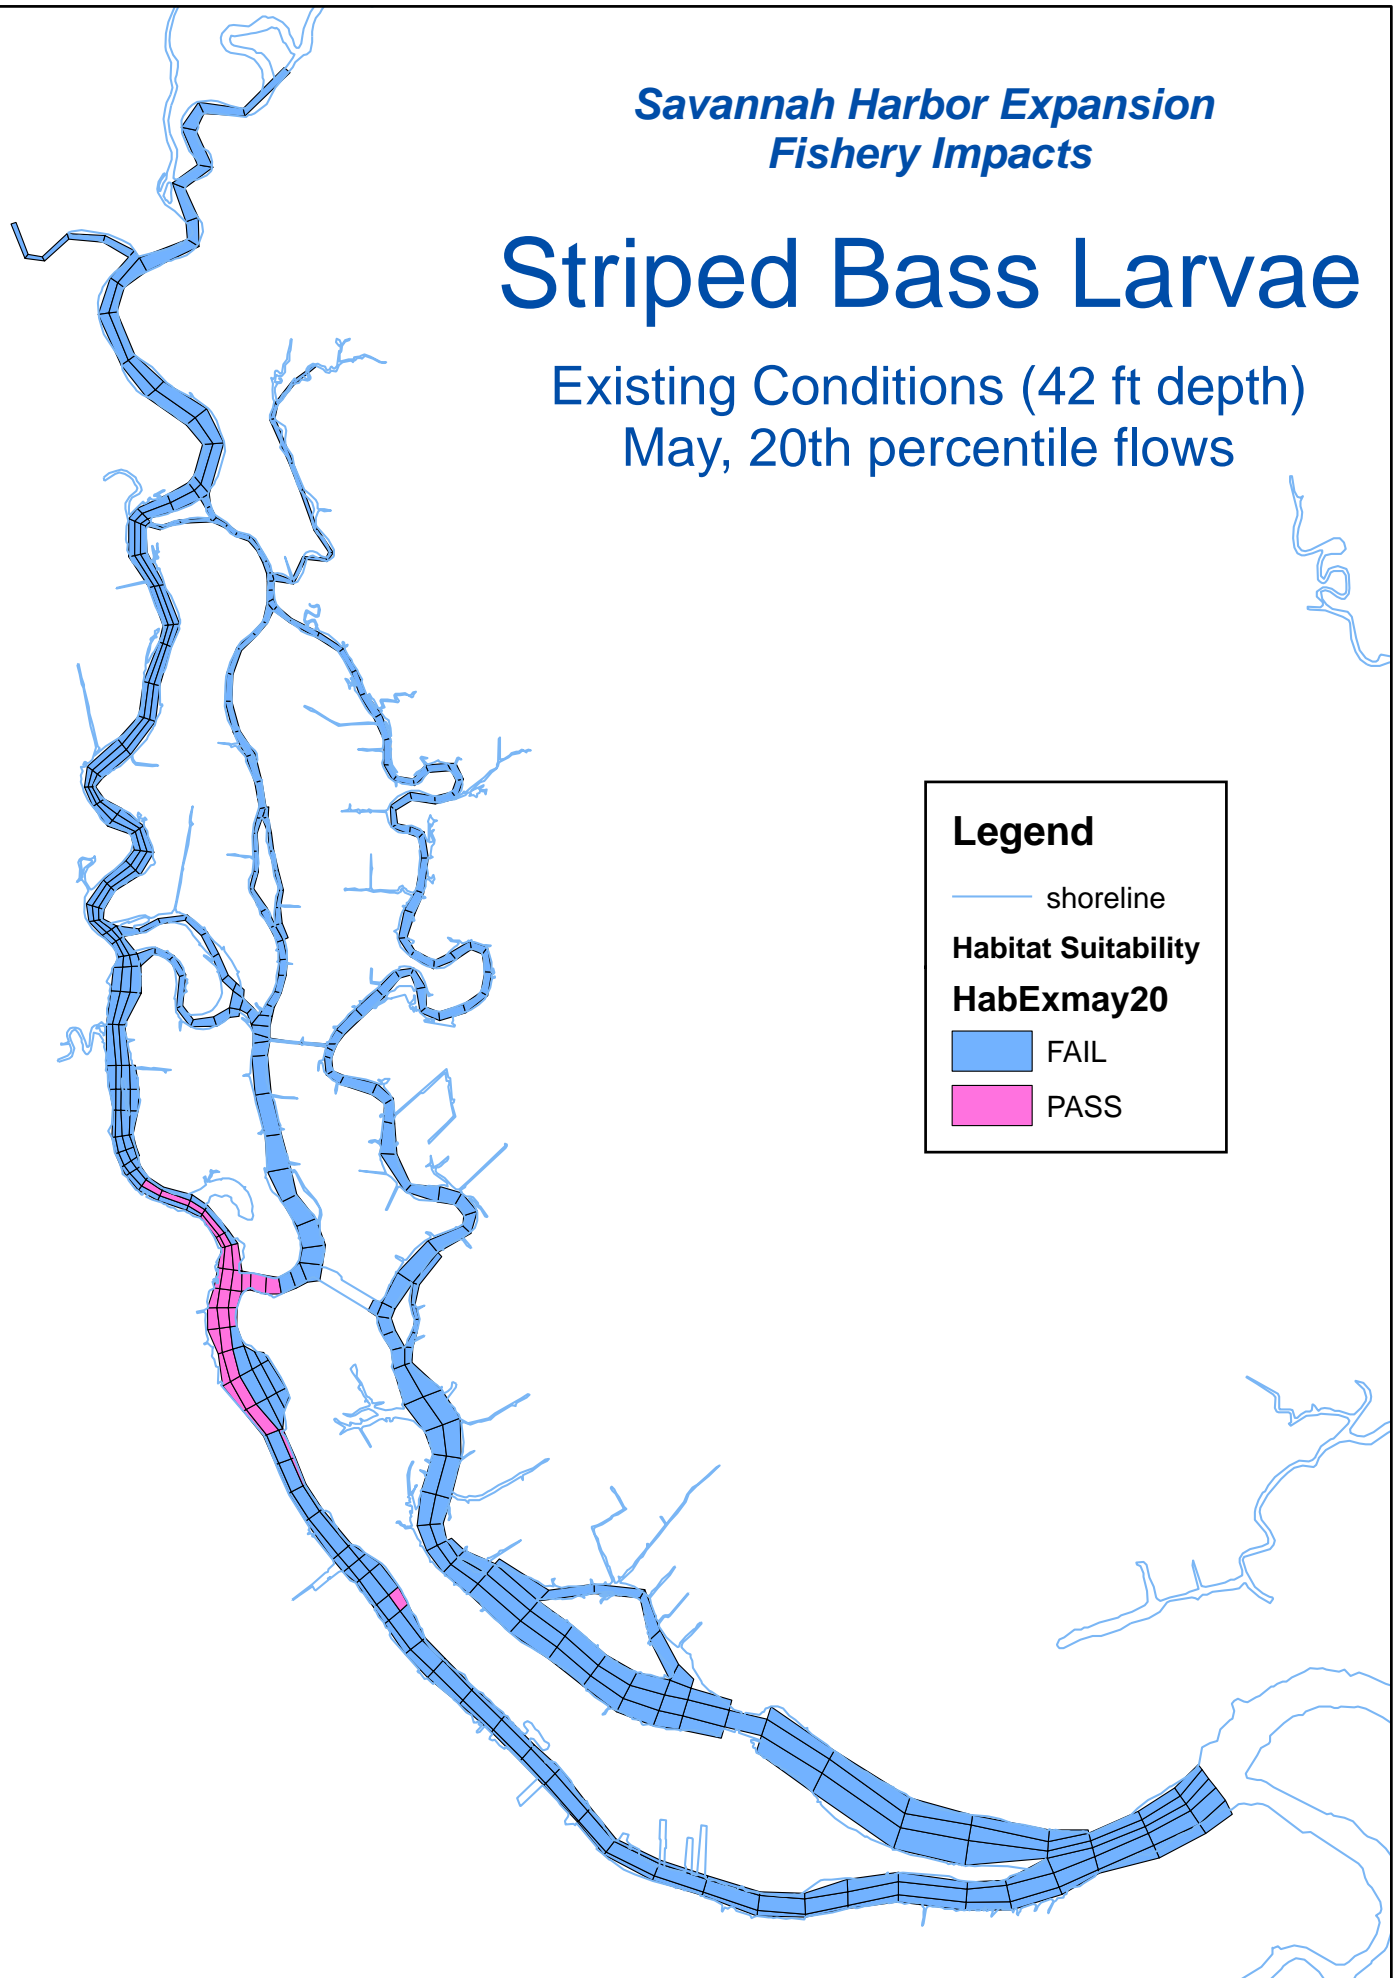 Savannah Harbor Expansion
Fishery Impacts
Striped Bass Larvae
Existing Conditions (42 ft depth)
May, 20th percentile flows
Legend
shoreline
Habitat Suitability
HabExmay20
FAIL
PASS